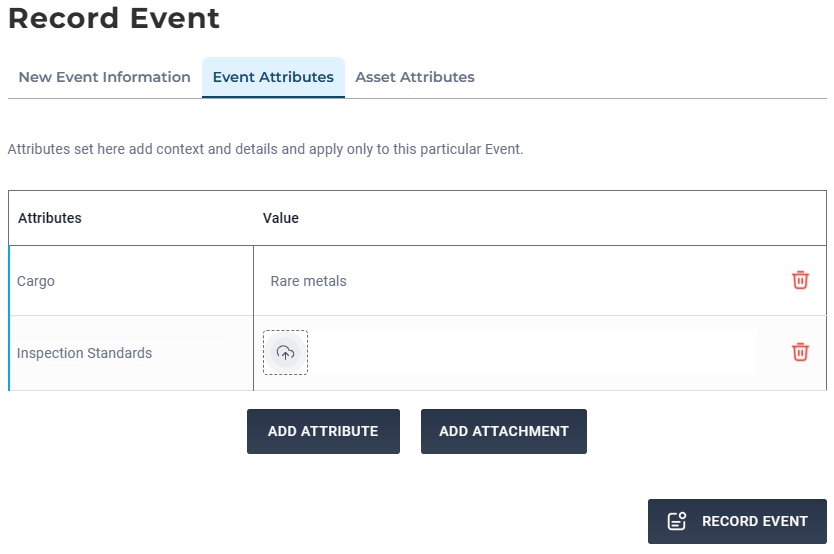 Record Event
New Event Information Event Attributes Asset Attributes
Attributes set here add context and details and apply only to this particular Event.
Attributes Value
Cargo Rare metals
Inspection Standards
ADD ATTRIBUTE ADD ATTACHMENT
RECORD EVENT